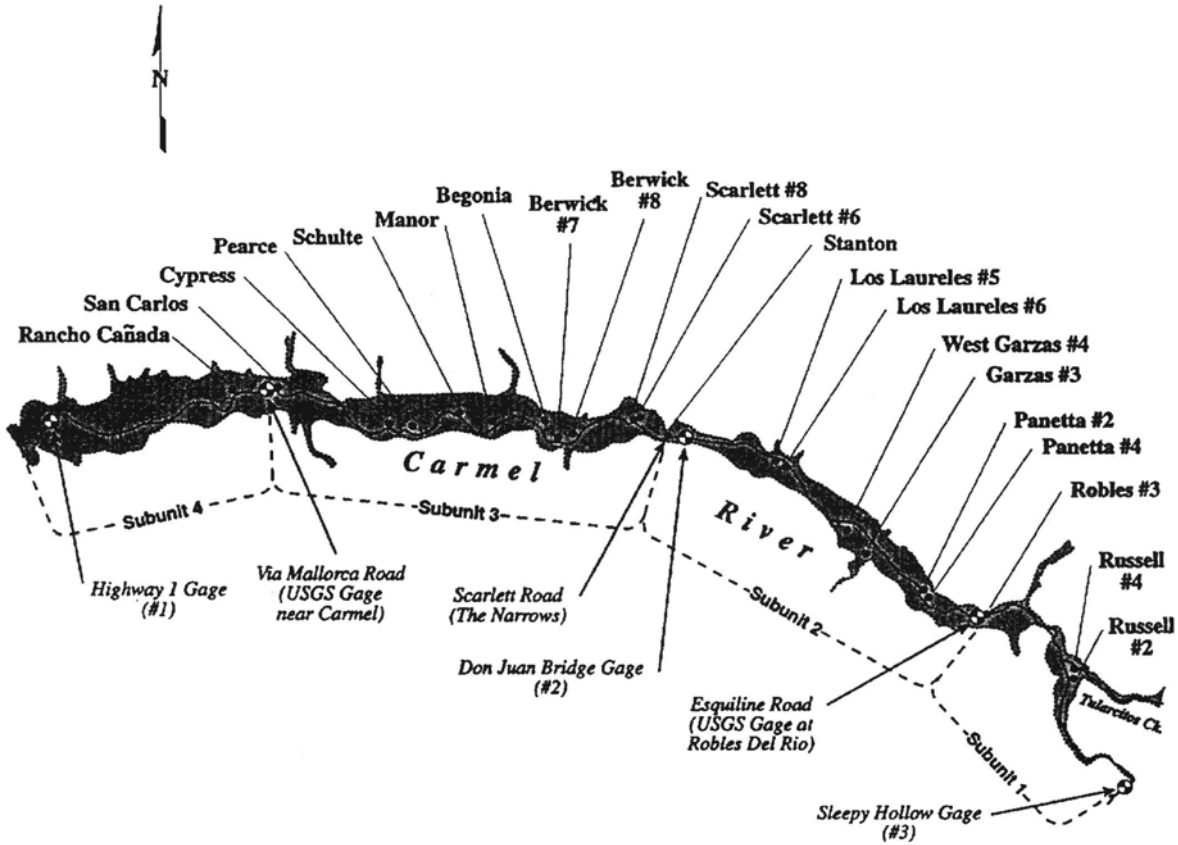 N
Berwick
#8
Scarlett #8
Begonia
Berwick
#7
Scarlett #6
Manor
Stanton
Schulte
Pearce
Los Laureles #5
Cypress
Los Laureles #6
San Carlos
Rancho Cañada
West Garzas #4
Garzas #3
Panetta #2
Panetta #4
Carmel
Robles #3
River
Subunit 4
Subunit 3
Russell
#4
Highway 1 Gage
(#1)
Via Mallorca Road
(USGS Gage
near Carmel)
Scarlett Road
(The Narrows)
Subunit 2
Russell
#2
Don Juan Bridge Gage
(#2)
Esquiline Road
(USGS Gage at
Robles Del Rio)
Tularcitos Ck.
Subunit 1
Sleepy Hollow Gage
(#3)